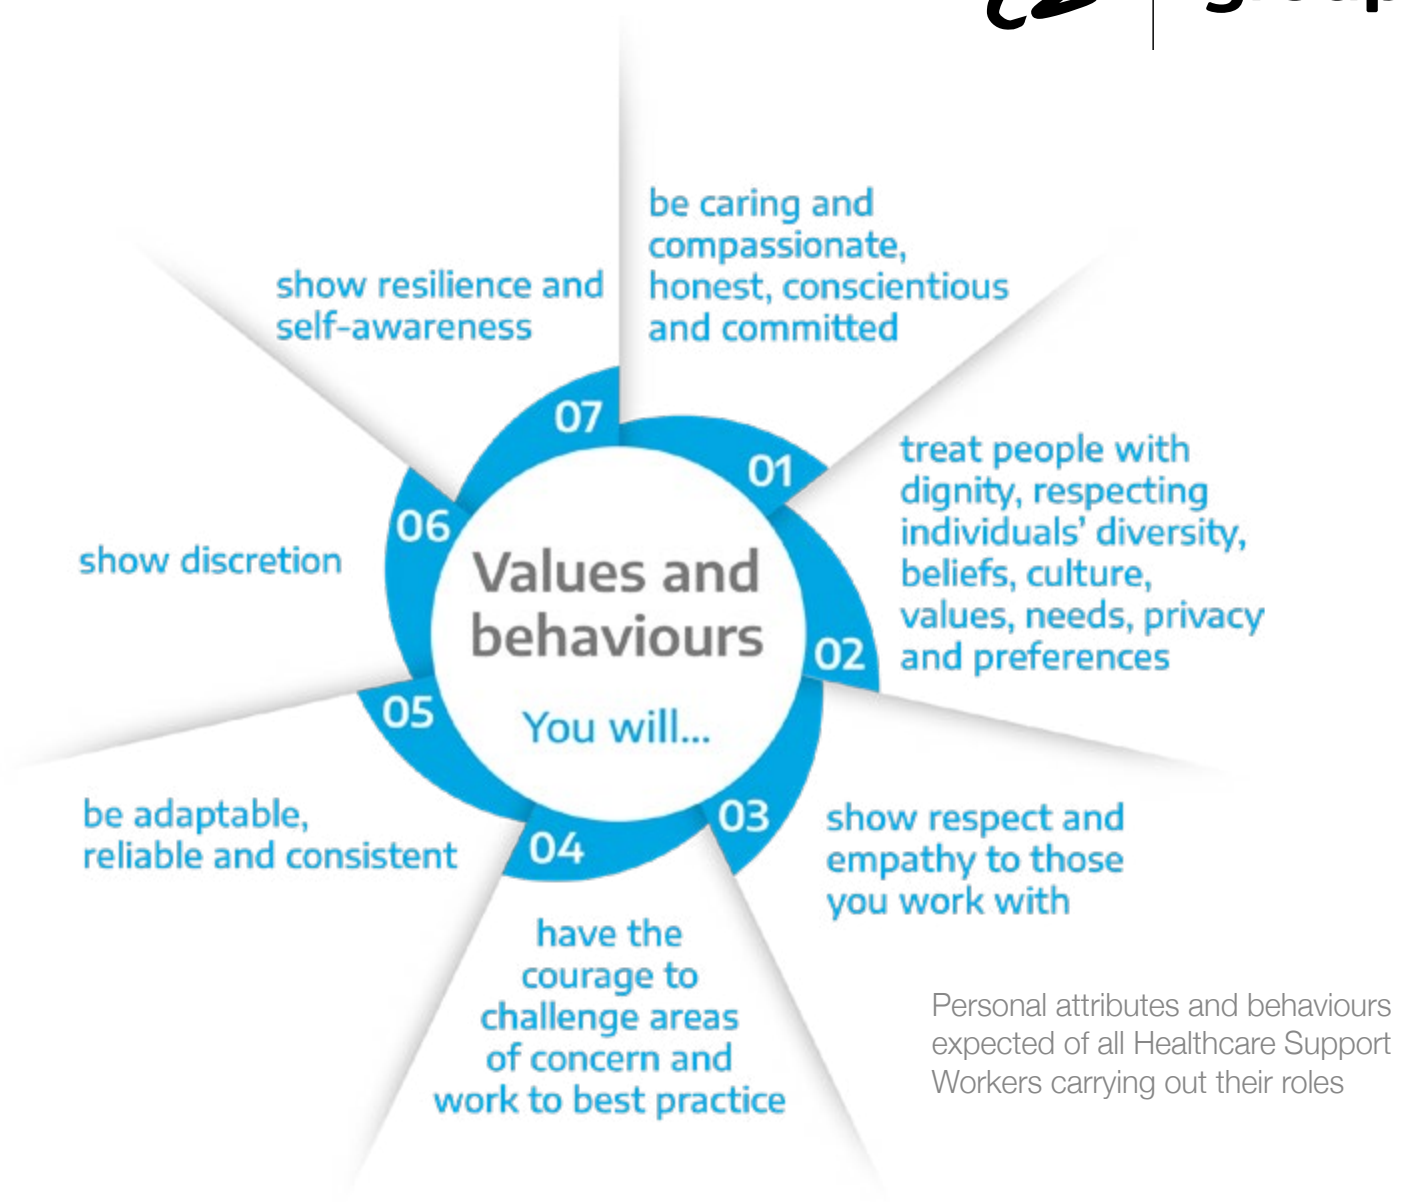 group
Values and
behaviours
You will...
01
be caring and
compassionate,
honest, conscientious
and committed
02
treat people with
dignity, respecting
individuals’ diversity,
beliefs, culture,
values, needs, privacy
and preferences
03
show respect and
empathy to those
you work with
04
have the
courage to
challenge areas
of concern and
work to best practice
05
be adaptable,
reliable and consistent
06
show discretion
07
show resilience and
self-awareness
Personal attributes and behaviours
expected of all Healthcare Support
Workers carrying out their roles